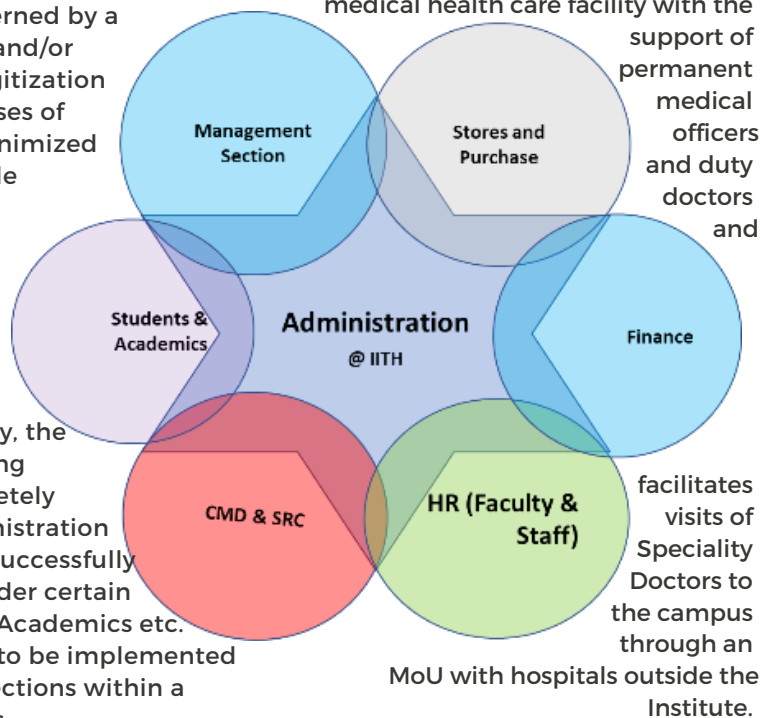 erned by a
and/or
gitization
ses of
nimized
le
medical health care facility with the
support of
permanent
medical
officers
and duty
doctors
and
Management
Section
Stores and
Purchase
Students &
Academics
Administration
@ IITH
Finance
CMD & SRC
HR (Faculty &
Staff)
y, the
ng
etely
nistration
uccessfully
der certain
Academics etc.
to be implemented
ections within a
facilitates
visits of
Speciality
Doctors to
the campus
through an
MoU with hospitals outside the
Institute.